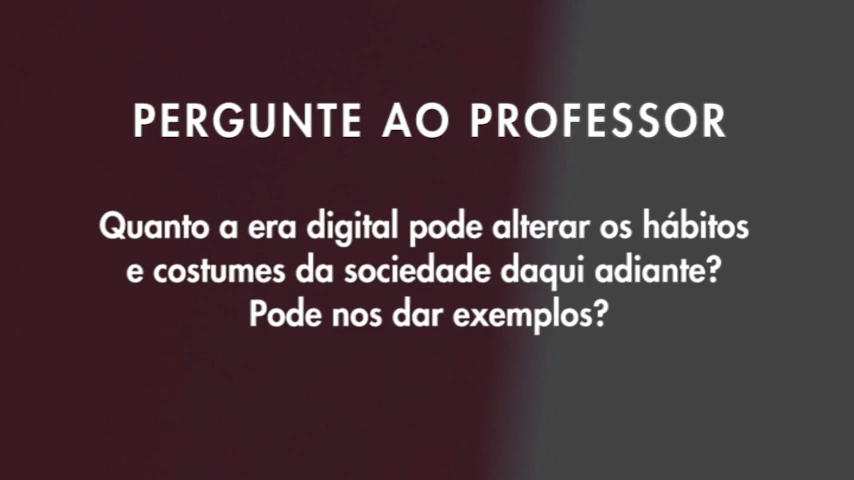 PERGUNTE AO PROFESSOR
Quanto a era digital pode alterar os hábitos
e costumes da sociedade daqui adiante?
Pode nos dar exemplos?